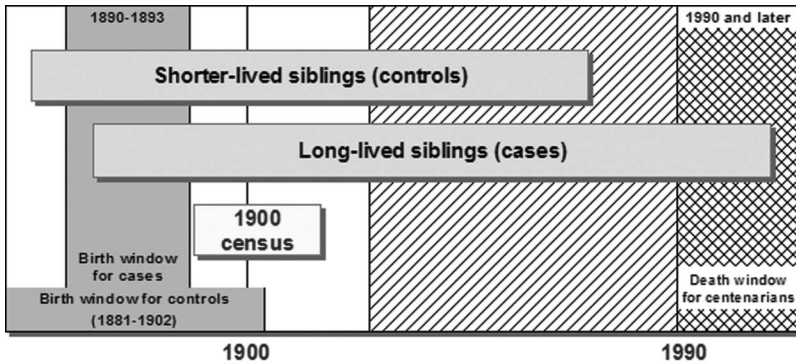 1890-1893
1990 and later
Shorter-lived siblings (controls)
Long-lived siblings (cases)
1900
census
Birth window
for cases
Birth window for controls
(1881-1902)
Death window
for centenarians
1900
1990